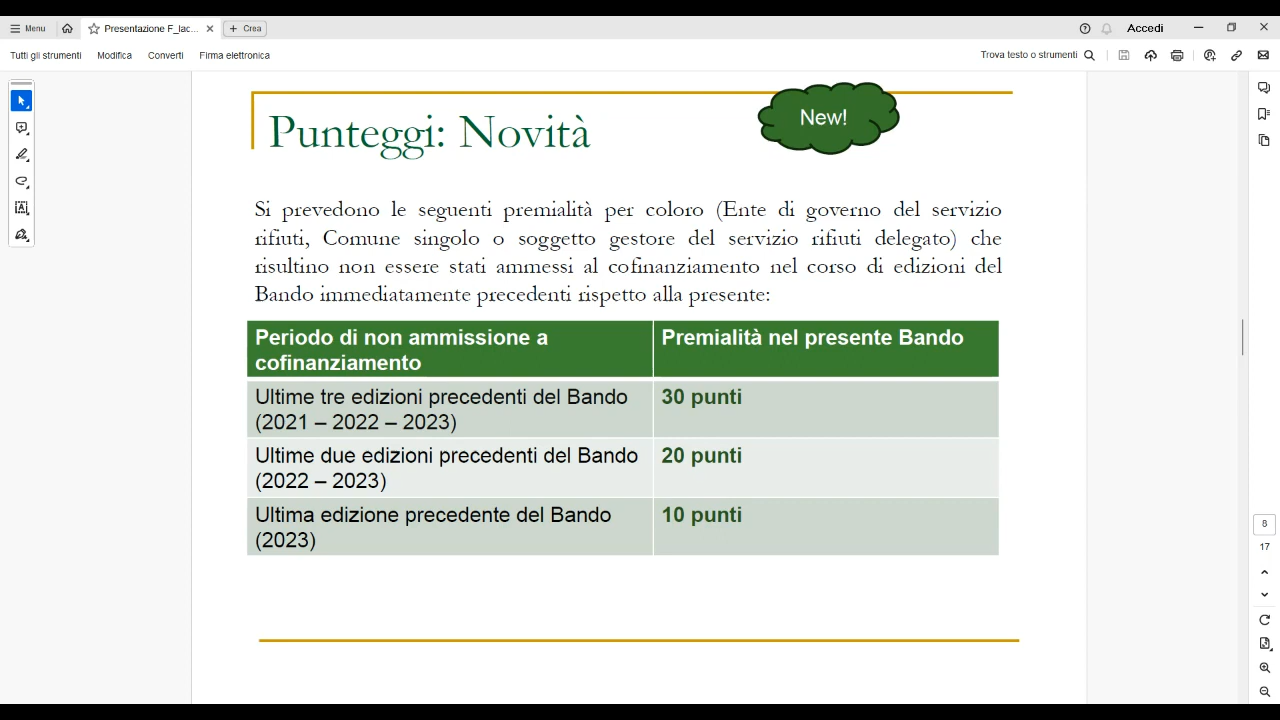 Menu
Presentazione F_Iac...
Crea
Accedi
Tutti gli strumenti
Modifica
Converti
Firma elettronica
Trova testo o strumenti
Punteggi: Novità
New!
Si prevedono le seguenti premialità per coloro (Ente di governo del servizio
rifiuti, Comune singolo o soggetto gestore del servizio rifiuti delegato) che
risultino non essere stati ammessi al cofinanziamento nel corso di edizioni del
Bando immediatamente precedenti rispetto alla presente:
Periodo di non ammissione a
cofinanziamento
Premialità nel presente Bando
Ultime tre edizioni precedenti del Bando
(2021 – 2022 – 2023)
30 punti
Ultime due edizioni precedenti del Bando
(2022 – 2023)
20 punti
Ultima edizione precedente del Bando
(2023)
10 punti
8
17